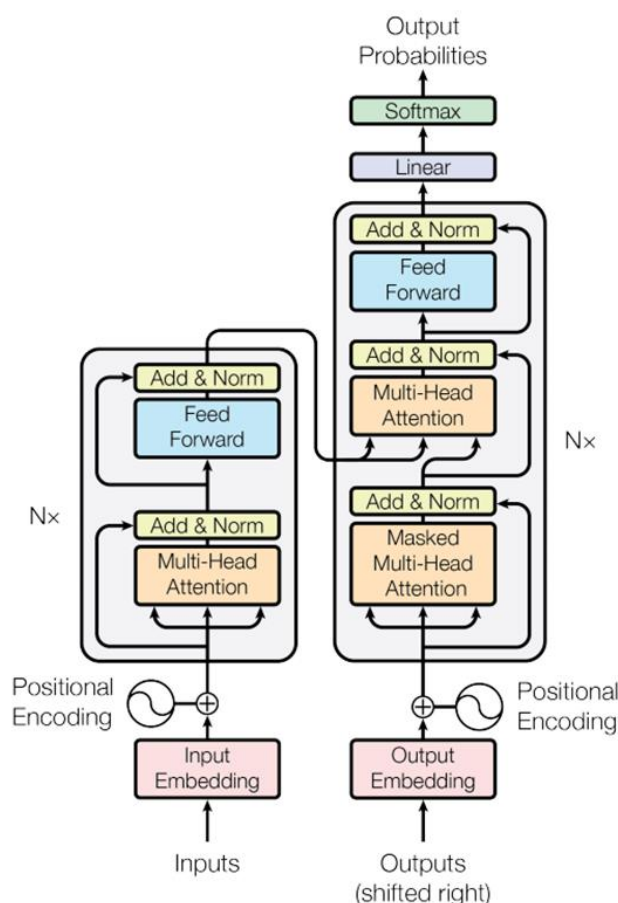 Output
Probabilities
Softmax
Linear
Add & Norm
Feed
Forward
Add & Norm
Multi-Head
Attention
Add & Norm
Masked
Multi-Head
Attention
N×
Positional
Encoding
Output
Embedding
Outputs
(shifted right)
Add & Norm
Feed
Forward
Add & Norm
Multi-Head
Attention
N×
Positional
Encoding
Input
Embedding
Inputs